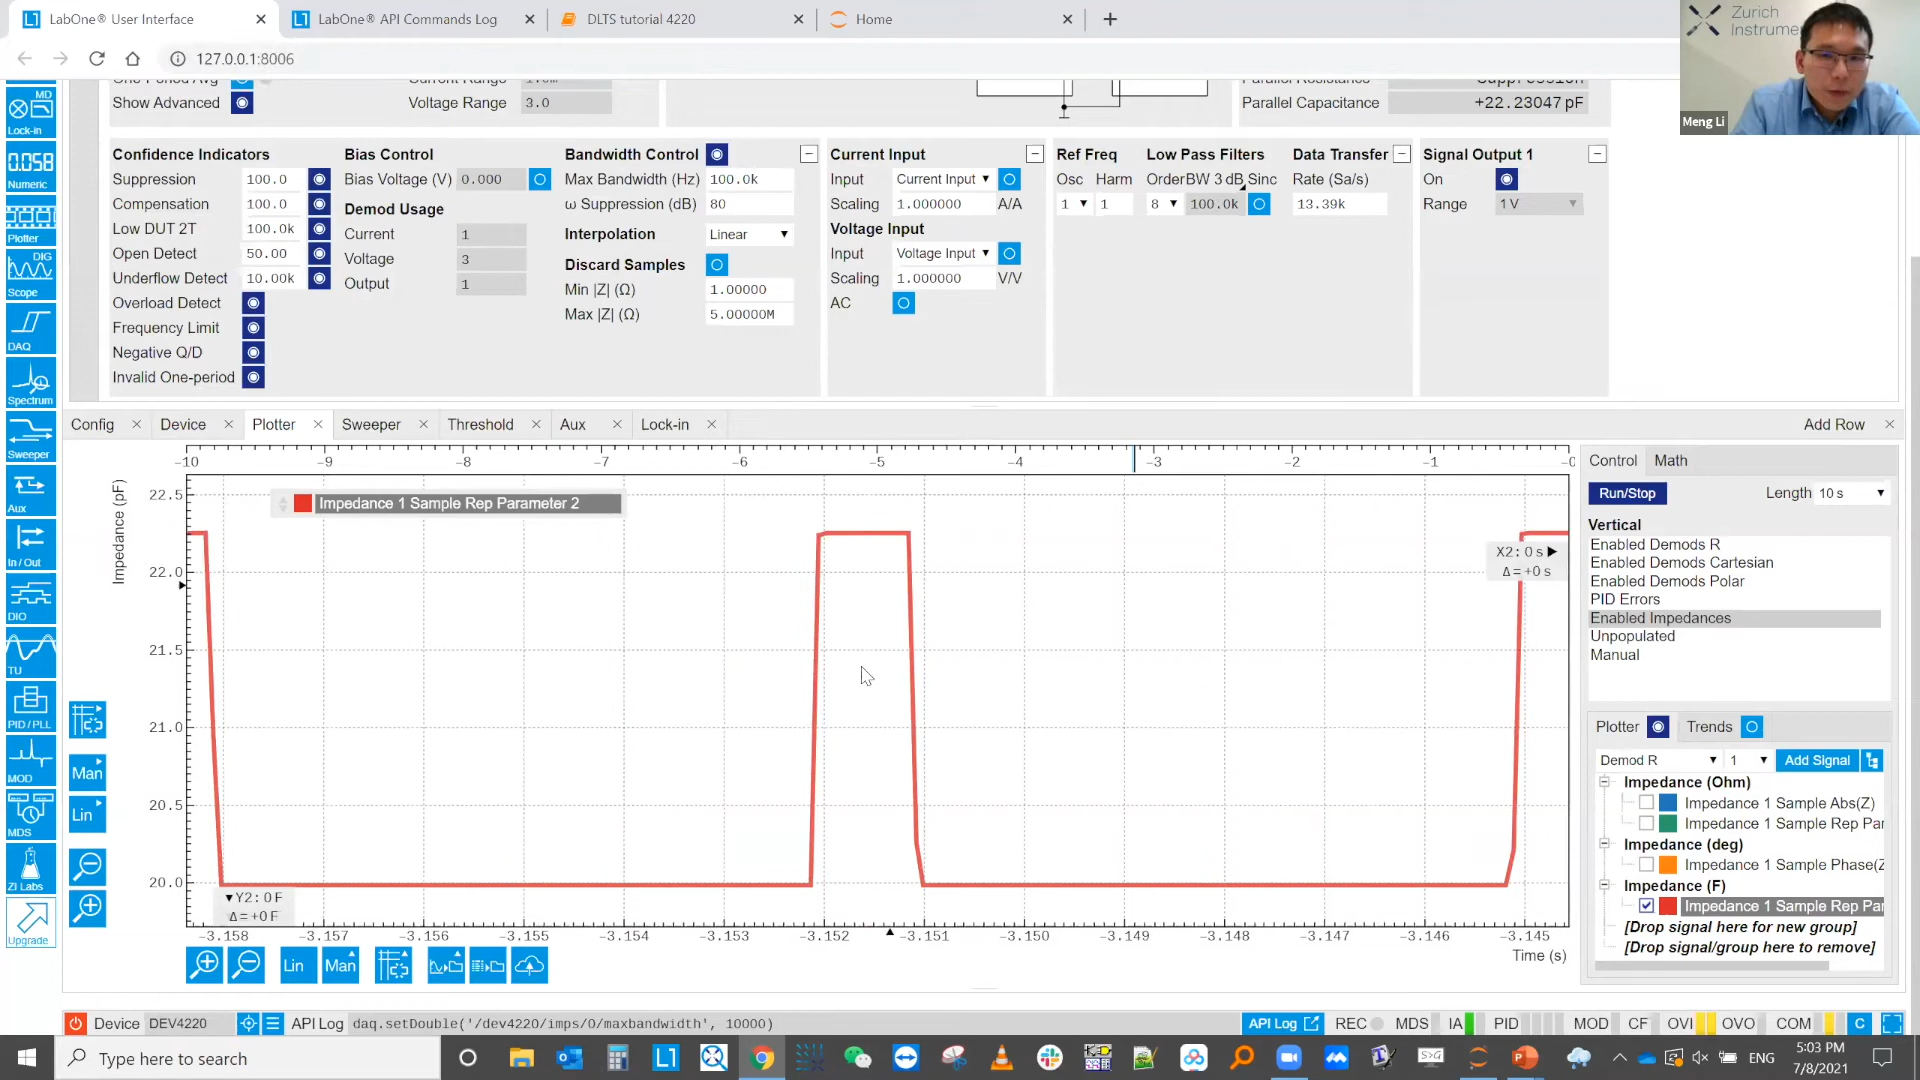 LabOne® User Interface
LabOne® API Commands Log
DLTS tutorial 4220
Home
127.0.0.1:8006
Zurich
Instrume
Meng Li
Show Advanced
Voltage Range 3.0
Parallel Capacitance +22.23047 pF
MD
Lock-in
Numeric
Plotter
DIG
Scope
DAQ
Spectrum
Sweeper
Aux
In / Out
DIO
TU
PID / PLL
MOD
MDS
ZI Labs
Upgrade
Confidence Indicators
Suppression 100.0
Compensation 100.0
Low DUT 2T 100.0k
Open Detect 50.00
Underflow Detect 10.00k
Overload Detect
Frequency Limit
Negative Q/D
Invalid One-period
Bias Control
Bias Voltage (V) 0.000
Demod Usage
Current 1
Voltage 3
Output 1
Bandwidth Control
Max Bandwidth (Hz) 100.0k
ω Suppression (dB) 80
Interpolation Linear
Discard Samples
Min |Z| (Ω) 1.00000
Max |Z| (Ω) 5.00000M
Current Input
Input Current Input
Scaling 1.000000 A/A
Voltage Input
Input Voltage Input
Scaling 1.000000 V/V
AC
Ref Freq
Osc Harm
1 1
Low Pass Filters
Order BW 3 dB Sinc
8 100.0k
Data Transfer
Rate (Sa/s)
13.39k
Signal Output 1
On
Range 1 V
Config
Device
Plotter
Sweeper
Threshold
Aux
Lock-in
Add Row
-10 -9 -8 -7 -6 -5 -4 -3 -2 -1 -0
Impedance (pF)
22.5
22.0
21.5
21.0
20.5
20.0
Impedance 1 Sample Rep Parameter 2
X2: 0 s
Δ = +0 s
Y2: 0 F
Δ = +0 F
-3.158 -3.157 -3.156 -3.155 -3.154 -3.153 -3.152 -3.151 -3.150 -3.149 -3.148 -3.147 -3.146 -3.145
Time (s)
Man
Lin
Lin
Man
Control
Math
Run/Stop
Length 10 s
Vertical
Enabled Demods R
Enabled Demods Cartesian
Enabled Demods Polar
PID Errors
Enabled Impedances
Unpopulated
Manual
Plotter
Trends
Demod R
1
Add Signal
Impedance (Ohm)
Impedance 1 Sample Abs(Z)
Impedance 1 Sample Rep Par
Impedance (deg)
Impedance 1 Sample Phase(Z
Impedance (F)
Impedance 1 Sample Rep Par
[Drop signal here for new group]
[Drop signal/group here to remove]
Device DEV4220
API Log daq.setDouble('/dev4220/imps/0/maxbandwidth', 10000)
API Log
REC MDS IA PID MOD CF OVI OVO COM C
Type here to search
ENG
5:03 PM
7/8/2021